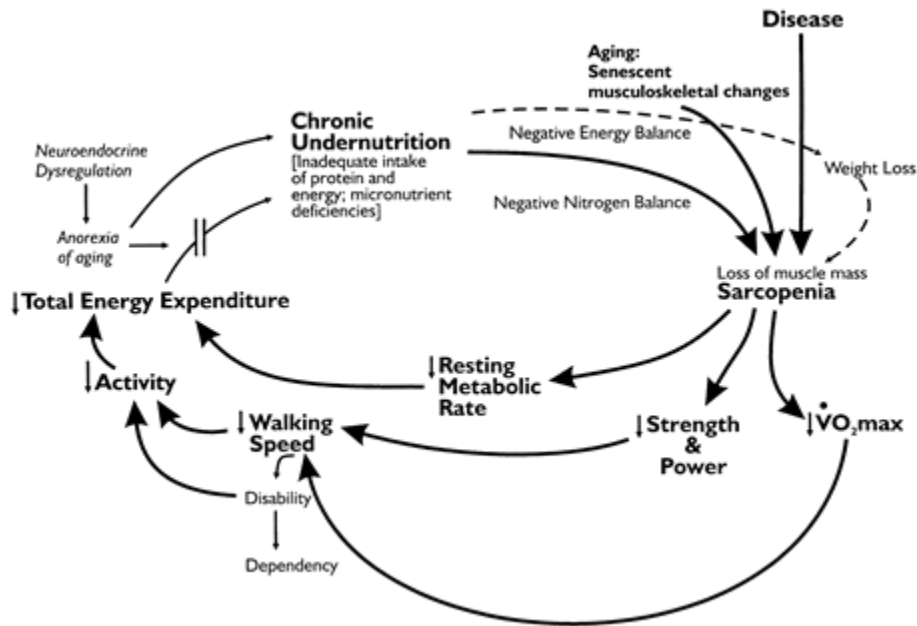 Disease
Aging:
Senescent
musculoskeletal changes
Chronic
Undernutrition
[Inadequate intake
of protein and
energy; micronutrient
deficiencies]
Negative Energy Balance
Neuroendocrine
Dysregulation
Weight Loss
Negative Nitrogen Balance
Anorexia
of aging
Loss of muscle mass
Sarcopenia
↓Total Energy Expenditure
↓Resting
Metabolic
Rate
↓Activity
↓Walking
Speed
↓Strength
&
Power
↓V̇O₂max
Disability
Dependency